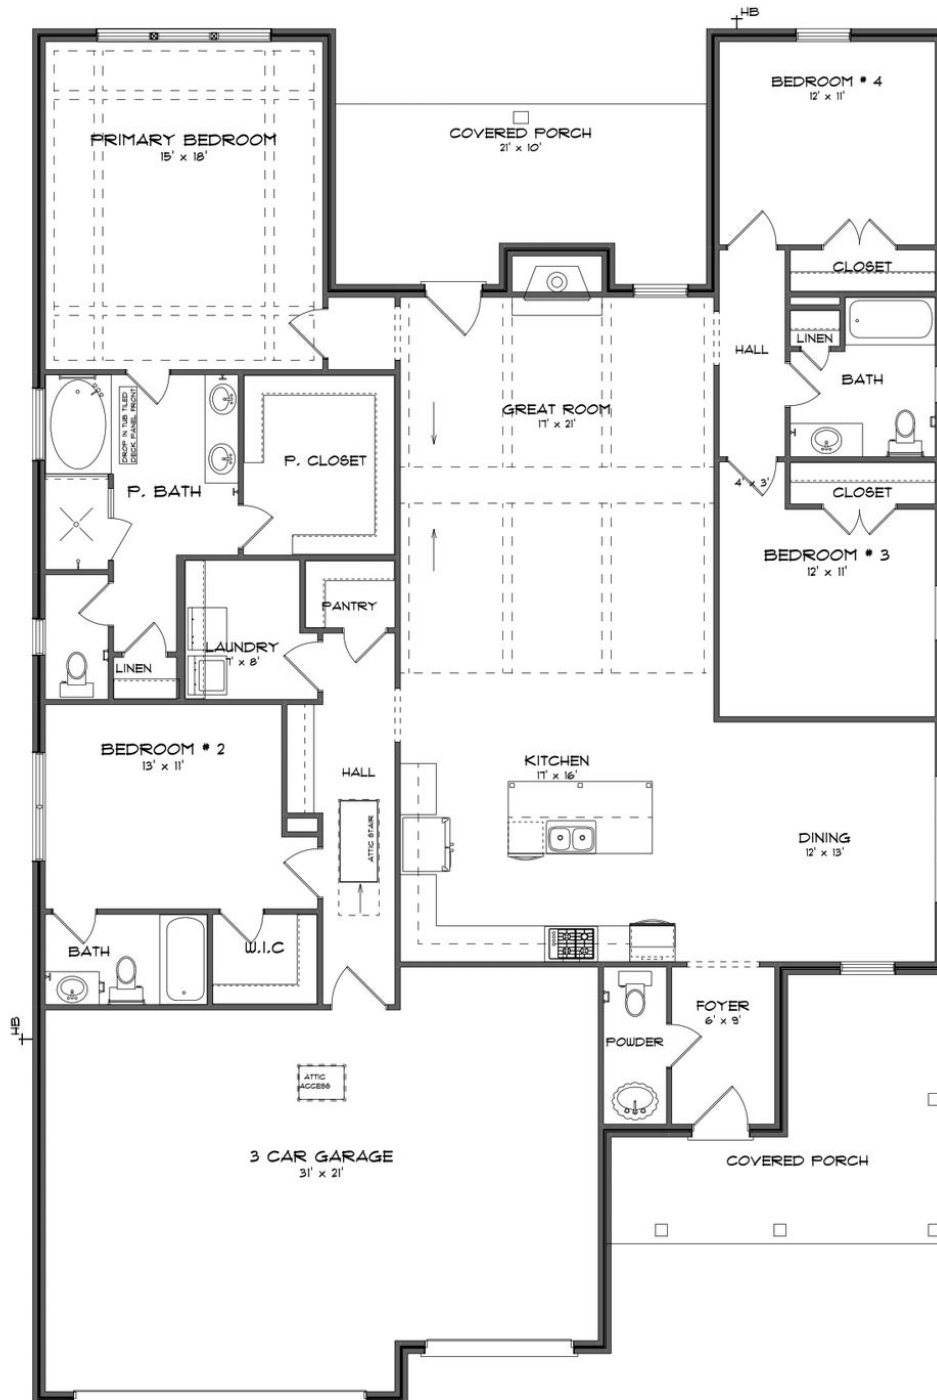 HB
BEDROOM # 4
12' x 11'
PRIMARY BEDROOM
15' x 18'
COVERED PORCH
21' x 10'
CLOSET
LINEN
HALL
BATH
DROP IN TUB TILED
DECK PANEL FRONT
GREAT ROOM
17' x 21'
P. CLOSET
P. BATH
4' x 3'
CLOSET
BEDROOM # 3
12' x 11'
PANTRY
LAUNDRY
7' x 8'
LINEN
BEDROOM # 2
13' x 11'
HALL
KITCHEN
17' x 16'
ATTIC STAIR
DINING
12' x 13'
BATH
W.I.C
FOYER
6' x 9'
HB
POWDER
ATTIC
ACCESS
3 CAR GARAGE
31' x 21'
COVERED PORCH